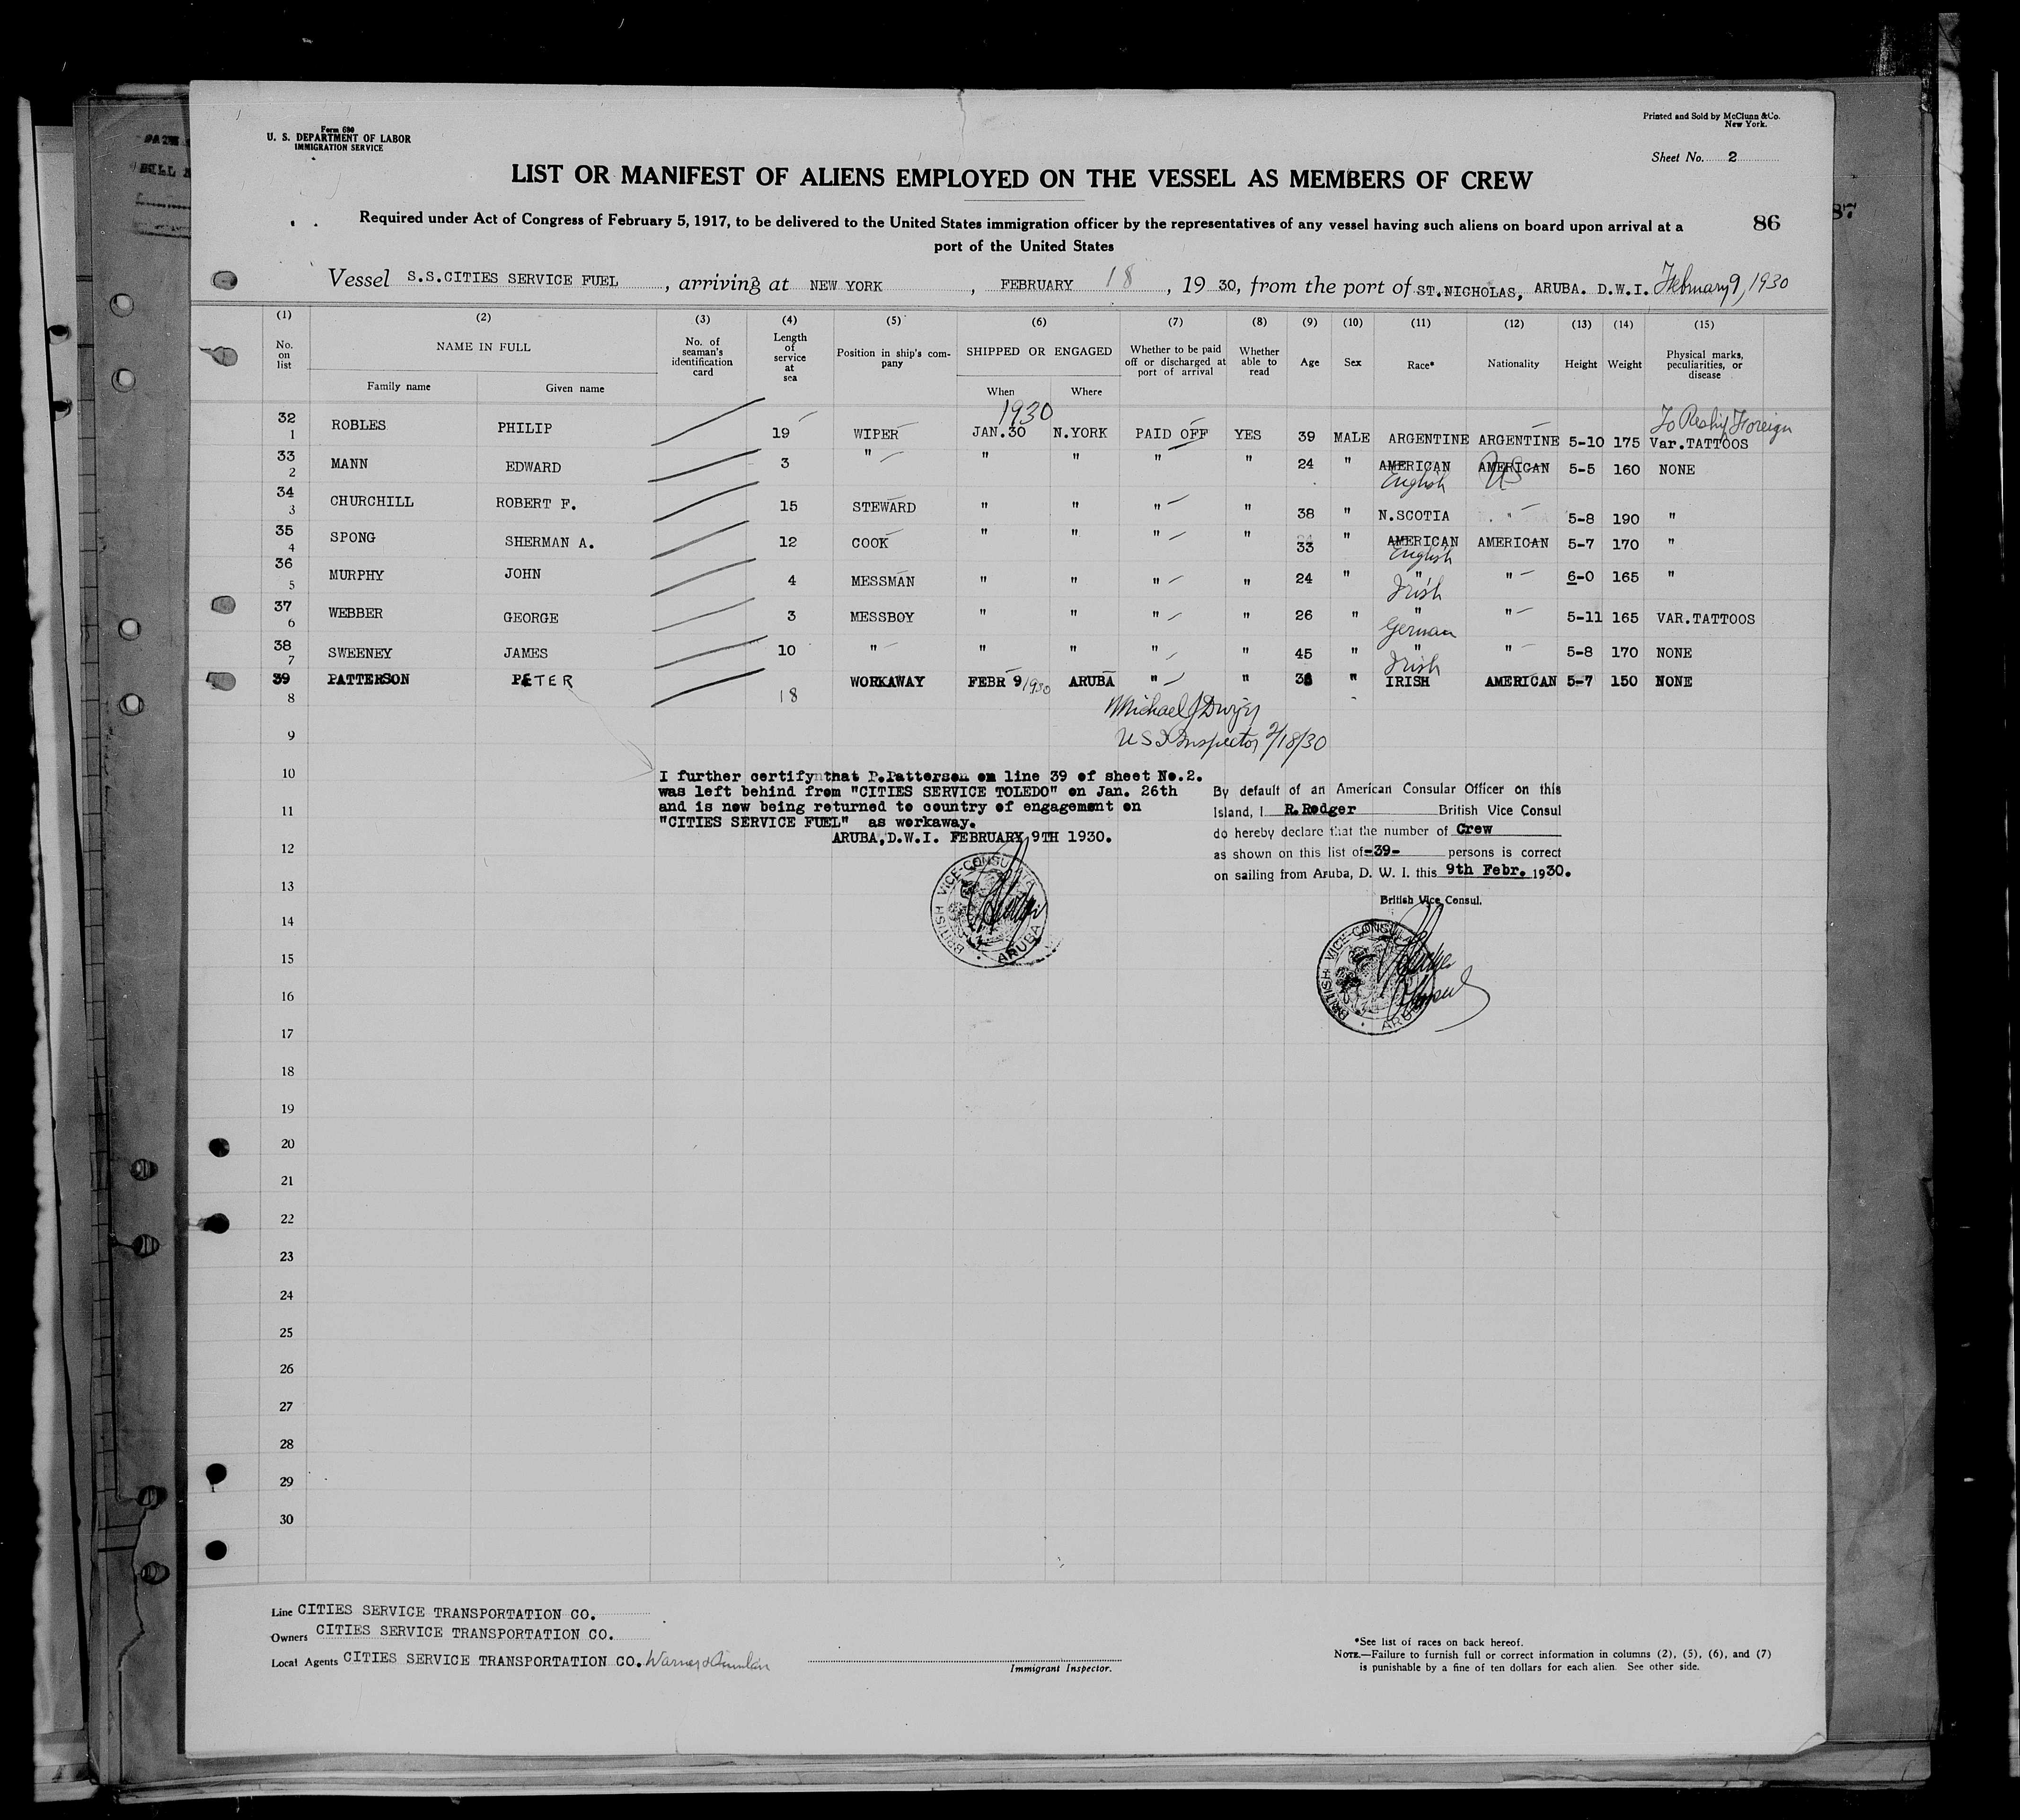 Form 680
U. S. DEPARTMENT OF LABOR
IMMIGRATION SERVICE
Printed and Sold by McClunn & Co.
New York.
Sheet No. 2
LIST OR MANIFEST OF ALIENS EMPLOYED ON THE VESSEL AS MEMBERS OF CREW
Required under Act of Congress of February 5, 1917, to be delivered to the United States immigration officer by the representatives of any vessel having such aliens on board upon arrival at a
port of the United States
86
87
Vessel S.S.CITIES SERVICE FUEL, arriving at NEW YORK, FEBRUARY 18, 1930, from the port of ST.NICHOLAS, ARUBA. D.W.I. February 9, 1930
(1) (2) (3) (4) (5) (6) (7) (8) (9) (10) (11) (12) (13) (14) (15)
No. on list NAME IN FULL Family name Given name No. of seaman's identification card Length of service at sea Position in ship's company SHIPPED OR ENGAGED When Where Whether to be paid off or discharged at port of arrival Whether able to read Age Sex Race* Nationality Height Weight Physical marks, peculiarities, or disease
1930 To Reship Foreign
32 1 ROBLES PHILIP 19 WIPER JAN.30 N.YORK PAID OFF YES 39 MALE ARGENTINE ARGENTINE 5-10 175 Var.TATTOOS
33 2 MANN EDWARD 3 " " " " " 24 " AMERICAN English AMERICAN US 5-5 160 NONE
34 3 CHURCHILL ROBERT F. 15 STEWARD " " " " 38 " N.SCOTIA " 5-8 190 "
35 4 SPONG SHERMAN A. 12 COOK " " " " 33 " AMERICAN English AMERICAN 5-7 170 "
36 5 MURPHY JOHN 4 MESSMAN " " " " 24 " " Irish " 6-0 165 "
37 6 WEBBER GEORGE 3 MESSBOY " " " " 26 " " German " 5-11 165 VAR.TATTOOS
38 7 SWEENEY JAMES 10 " " " " " 45 " " Irish " 5-8 170 NONE
39 8 PATTERSON PETER 18 WORKAWAY FEBR 9 1930 ARUBA " " 38 " IRISH AMERICAN 5-7 150 NONE
Michael J Dwyer
9
U S I Inspector 2/18/30
10
I further certify that P.Patterson on line 39 of sheet No.2.
was left behind from "CITIES SERVICE TOLEDO" on Jan. 26th
and is now being returned to country of engagement on
"CITIES SERVICE FUEL" as workaway.
ARUBA, D.W.I. FEBRUARY 9TH 1930.
By default of an American Consular Officer on this
Island, I R.Rodger British Vice Consul
do hereby declare that the number of Crew
as shown on this list of -39- persons is correct
on sailing from Aruba, D. W. I. this 9th Febr. 1930.
British Vice Consul.
BRITISH VICE-CONSULATE ARUBA
BRITISH VICE-CONSULATE ARUBA
11
12
13
14
15
16
17
18
19
20
21
22
23
24
25
26
27
28
29
30
Line CITIES SERVICE TRANSPORTATION CO.
Owners CITIES SERVICE TRANSPORTATION CO.
Local Agents CITIES SERVICE TRANSPORTATION CO.
Immigrant Inspector.
*See list of races on back hereof.
NOTE.—Failure to furnish full or correct information in columns (2), (5), (6), and (7)
is punishable by a fine of ten dollars for each alien. See other side.